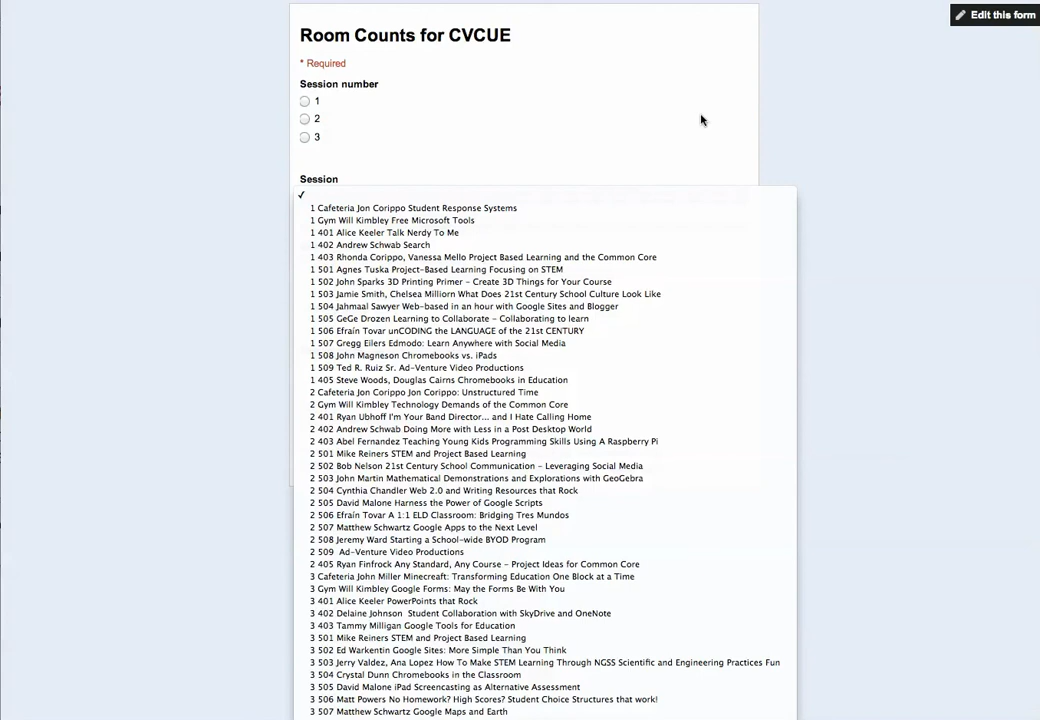 Edit this form
Room Counts for CVCUE
* Required
Session number
1
2
3
Session
✓
1 Cafeteria Jon Corippo Student Response Systems
1 Gym Will Kimbley Free Microsoft Tools
1 401 Alice Keeler Talk Nerdy To Me
1 402 Andrew Schwab Search
1 403 Rhonda Corippo, Vanessa Mello Project Based Learning and the Common Core
1 501 Agnes Tuska Project-Based Learning Focusing on STEM
1 502 John Sparks 3D Printing Primer - Create 3D Things for Your Course
1 503 Jamie Smith, Chelsea Milliorn What Does 21st Century School Culture Look Like
1 504 Jahmaal Sawyer Web-based in an hour with Google Sites and Blogger
1 505 GeGe Drozen Learning to Collaborate - Collaborating to learn
1 506 Efraín Tovar unCODING the LANGUAGE of the 21st CENTURY
1 507 Gregg Eilers Edmodo: Learn Anywhere with Social Media
1 508 John Magneson Chromebooks vs. iPads
1 509 Ted R. Ruiz Sr. Ad-Venture Video Productions
1 405 Steve Woods, Douglas Cairns Chromebooks in Education
2 Cafeteria Jon Corippo Jon Corippo: Unstructured Time
2 Gym Will Kimbley Technology Demands of the Common Core
2 401 Ryan Ubhoff I'm Your Band Director... and I Hate Calling Home
2 402 Andrew Schwab Doing More with Less in a Post Desktop World
2 403 Abel Fernandez Teaching Young Kids Programming Skills Using A Raspberry Pi
2 501 Mike Reiners STEM and Project Based Learning
2 502 Bob Nelson 21st Century School Communication - Leveraging Social Media
2 503 John Martin Mathematical Demonstrations and Explorations with GeoGebra
2 504 Cynthia Chandler Web 2.0 and Writing Resources that Rock
2 505 David Malone Harness the Power of Google Scripts
2 506 Efraín Tovar A 1:1 ELD Classroom: Bridging Tres Mundos
2 507 Matthew Schwartz Google Apps to the Next Level
2 508 Jeremy Ward Starting a School-wide BYOD Program
2 509 Ad-Venture Video Productions
2 405 Ryan Finfrock Any Standard, Any Course - Project Ideas for Common Core
3 Cafeteria John Miller Minecreaft: Transforming Education One Block at a Time
3 Gym Will Kimbley Google Forms: May the Forms Be With You
3 401 Alice Keeler PowerPoints that Rock
3 402 Delaine Johnson Student Collaboration with SkyDrive and OneNote
3 403 Tammy Milligan Google Tools for Education
3 501 Mike Reiners STEM and Project Based Learning
3 502 Ed Warkentin Google Sites: More Simple Than You Think
3 503 Jerry Valdez, Ana Lopez How To Make STEM Learning Through NGSS Scientific and Engineering Practices Fun
3 504 Crystal Dunn Chromebooks in the Classroom
3 505 David Malone iPad Screencasting as Alternative Assessment
3 506 Matt Powers No Homework? High Scores? Student Choice Structures that work!
3 507 Matthew Schwartz Google Maps and Earth